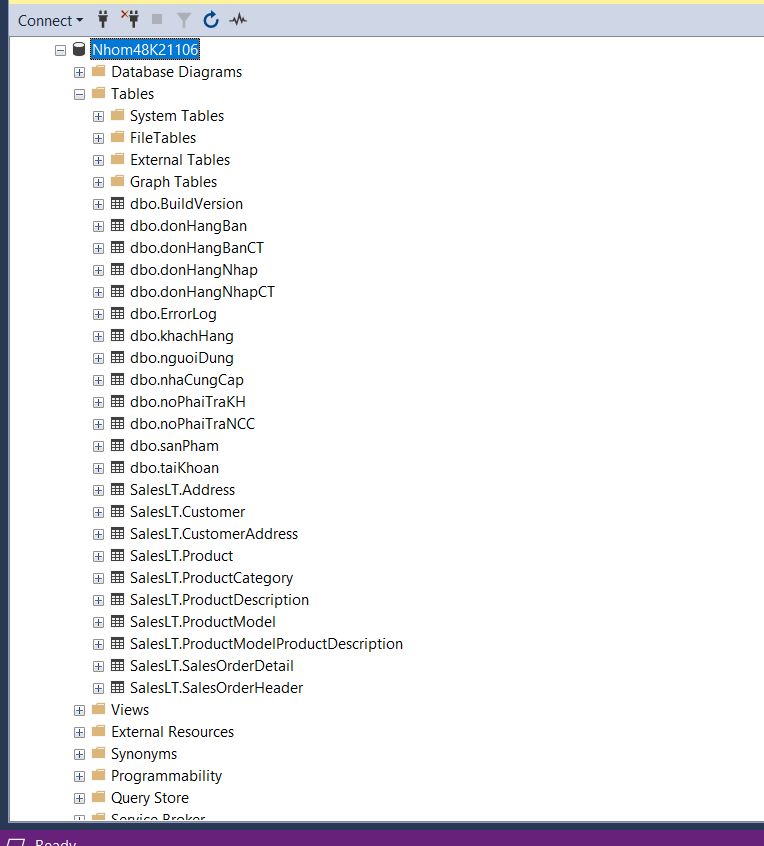 Connect
Nhom48K21106
Database Diagrams
Tables
System Tables
FileTables
External Tables
Graph Tables
dbo.BuildVersion
dbo.donHangBan
dbo.donHangBanCT
dbo.donHangNhap
dbo.donHangNhapCT
dbo.ErrorLog
dbo.khachHang
dbo.nguoiDung
dbo.nhaCungCap
dbo.noPhaiTraKH
dbo.noPhaiTraNCC
dbo.sanPham
dbo.taiKhoan
SalesLT.Address
SalesLT.Customer
SalesLT.CustomerAddress
SalesLT.Product
SalesLT.ProductCategory
SalesLT.ProductDescription
SalesLT.ProductModel
SalesLT.ProductModelProductDescription
SalesLT.SalesOrderDetail
SalesLT.SalesOrderHeader
Views
External Resources
Synonyms
Programmability
Query Store
Service Broker
Ready